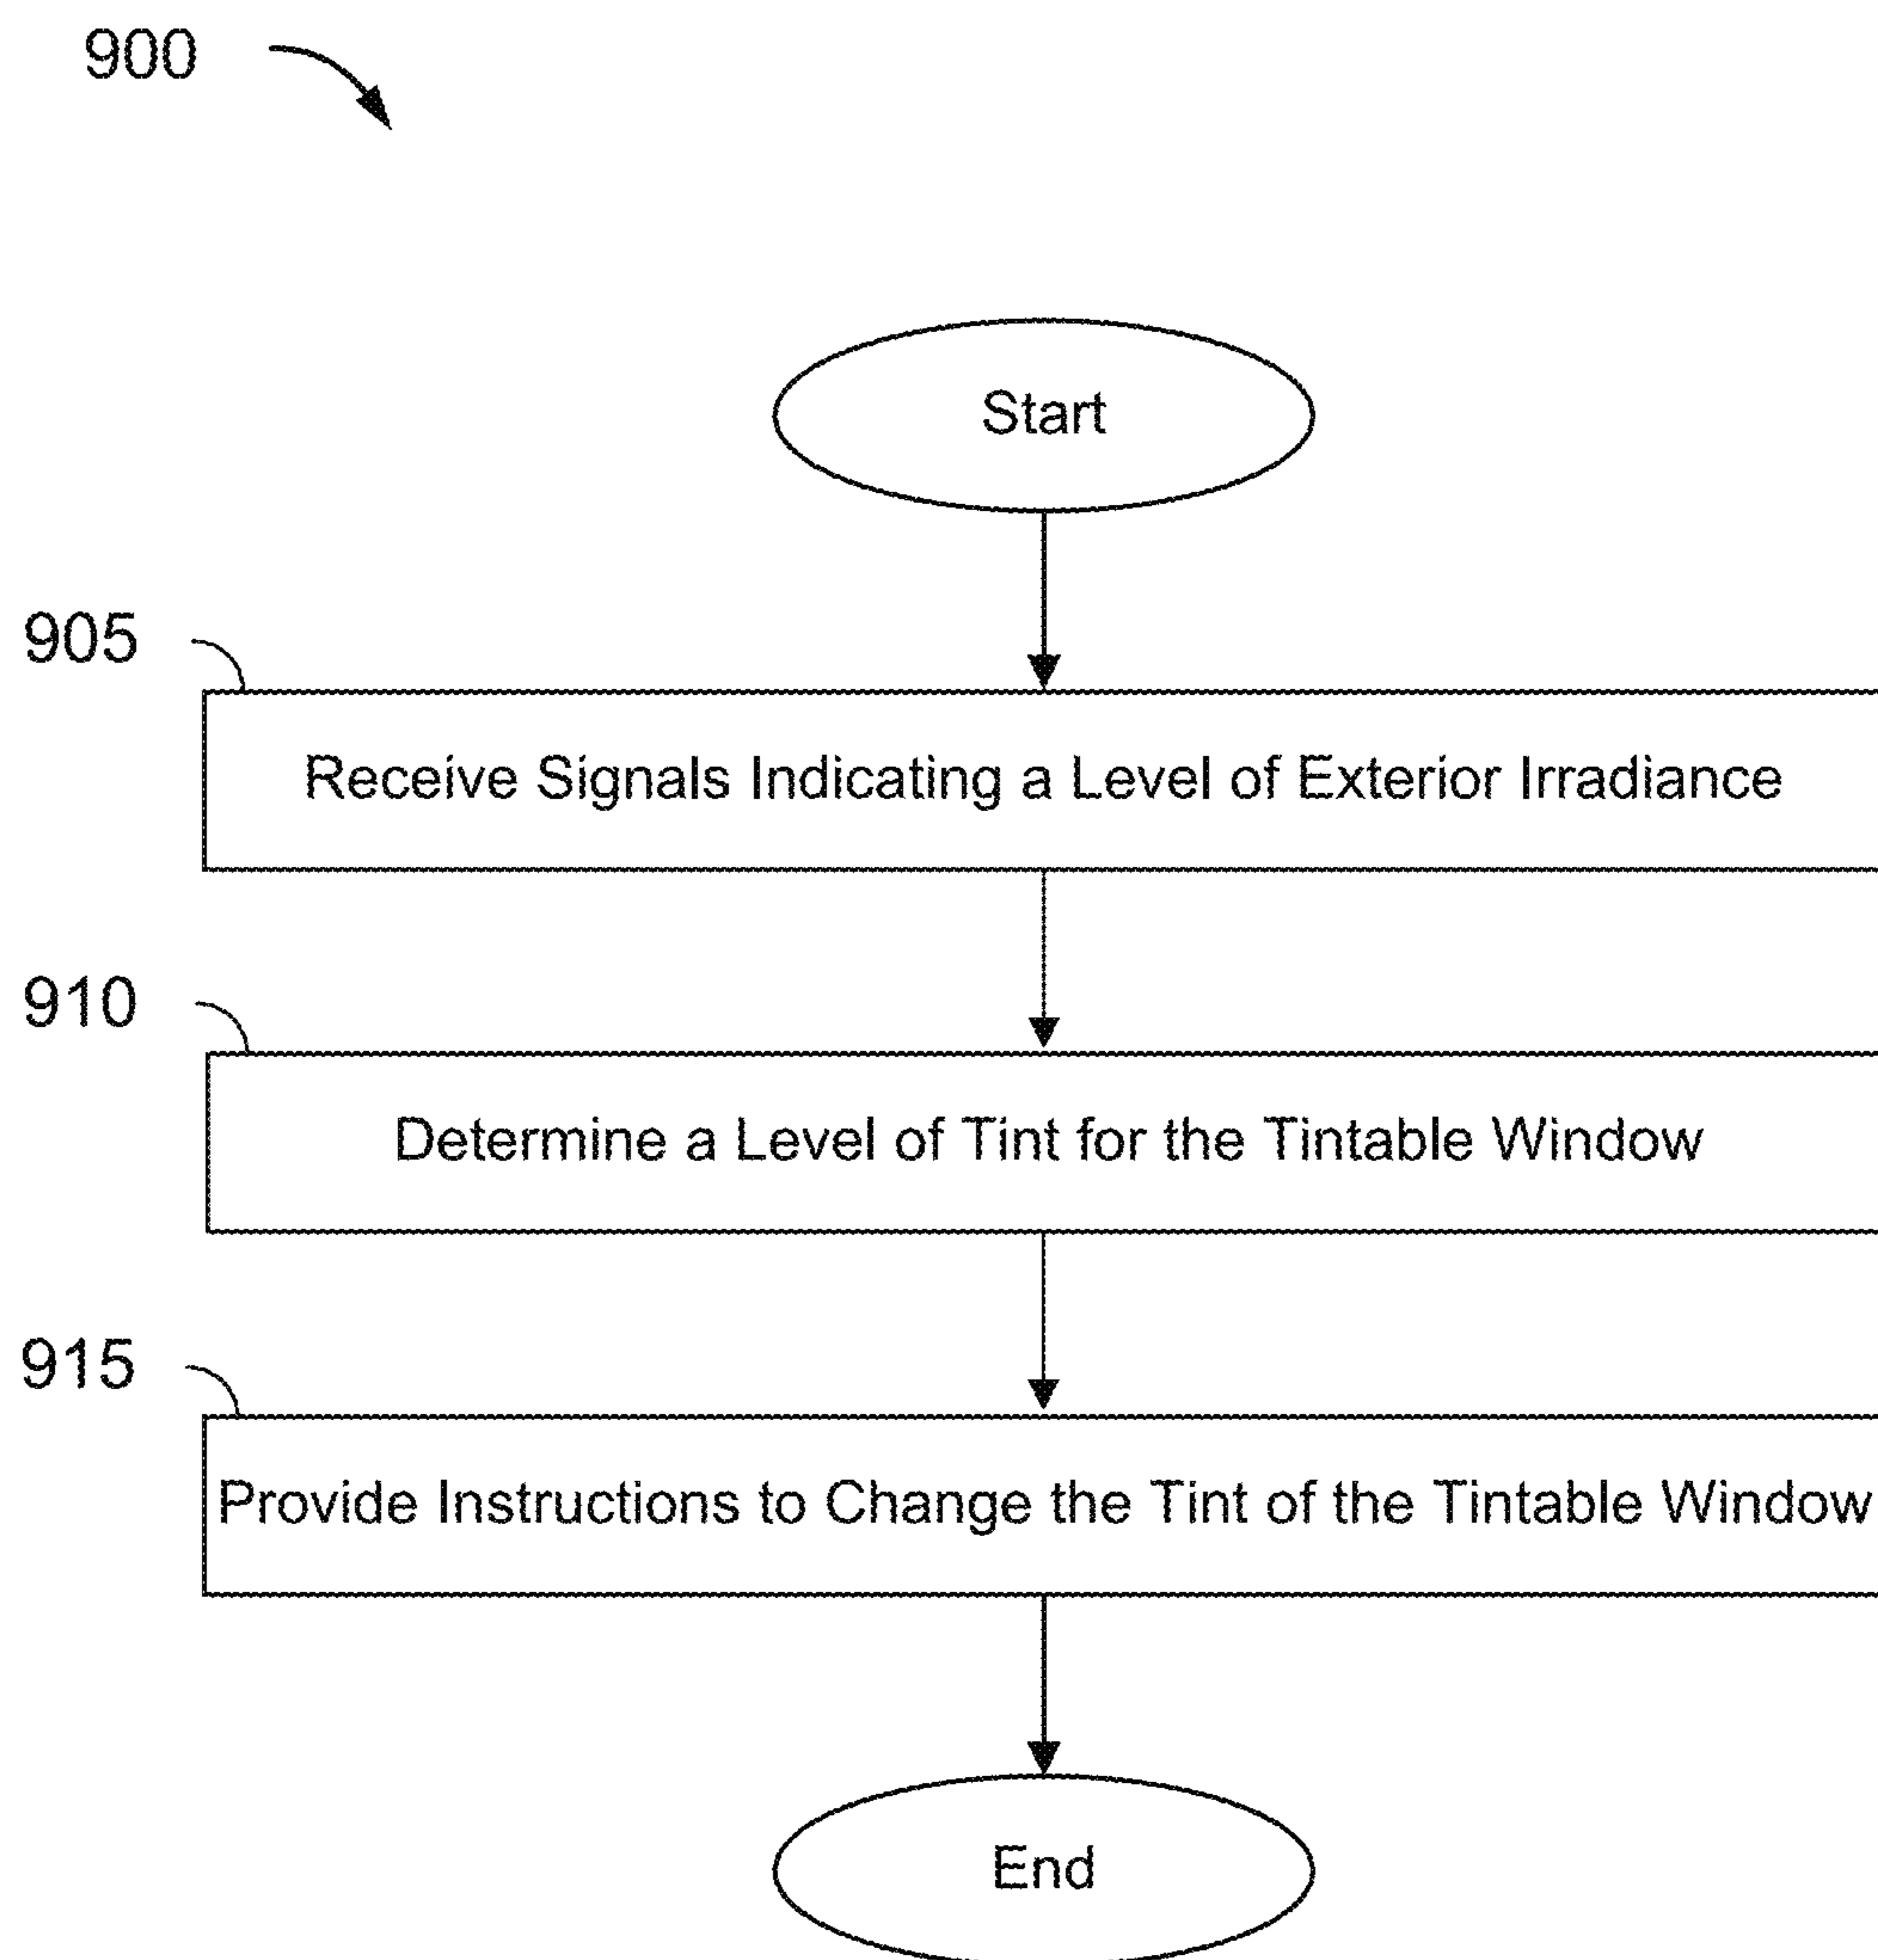 900
Start
905
Receive Signals Indicating a Level of Exterior Irradiance
910
Determine a Level of Tint for the Tintable Window
915
Provide Instructions to Change the Tint of the Tintable Window
End